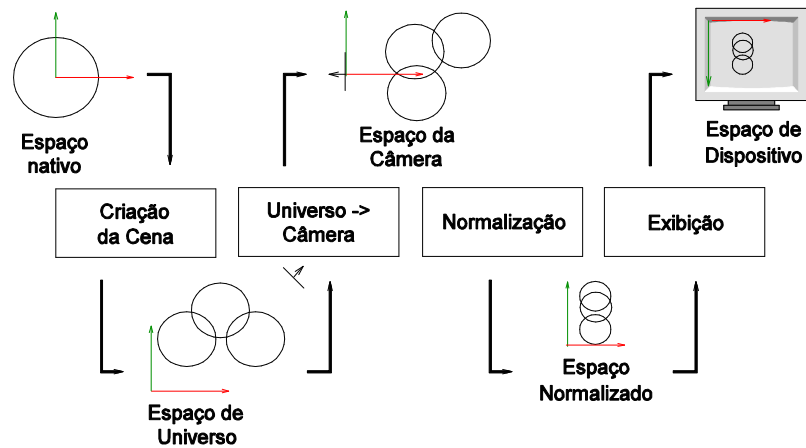 Espaço
nativo
Espaço da
Câmera
Espaço de
Dispositivo
Criação
da Cena
Universo ->
Câmera
Normalização
Exibição
Espaço de
Universo
Espaço
Normalizado